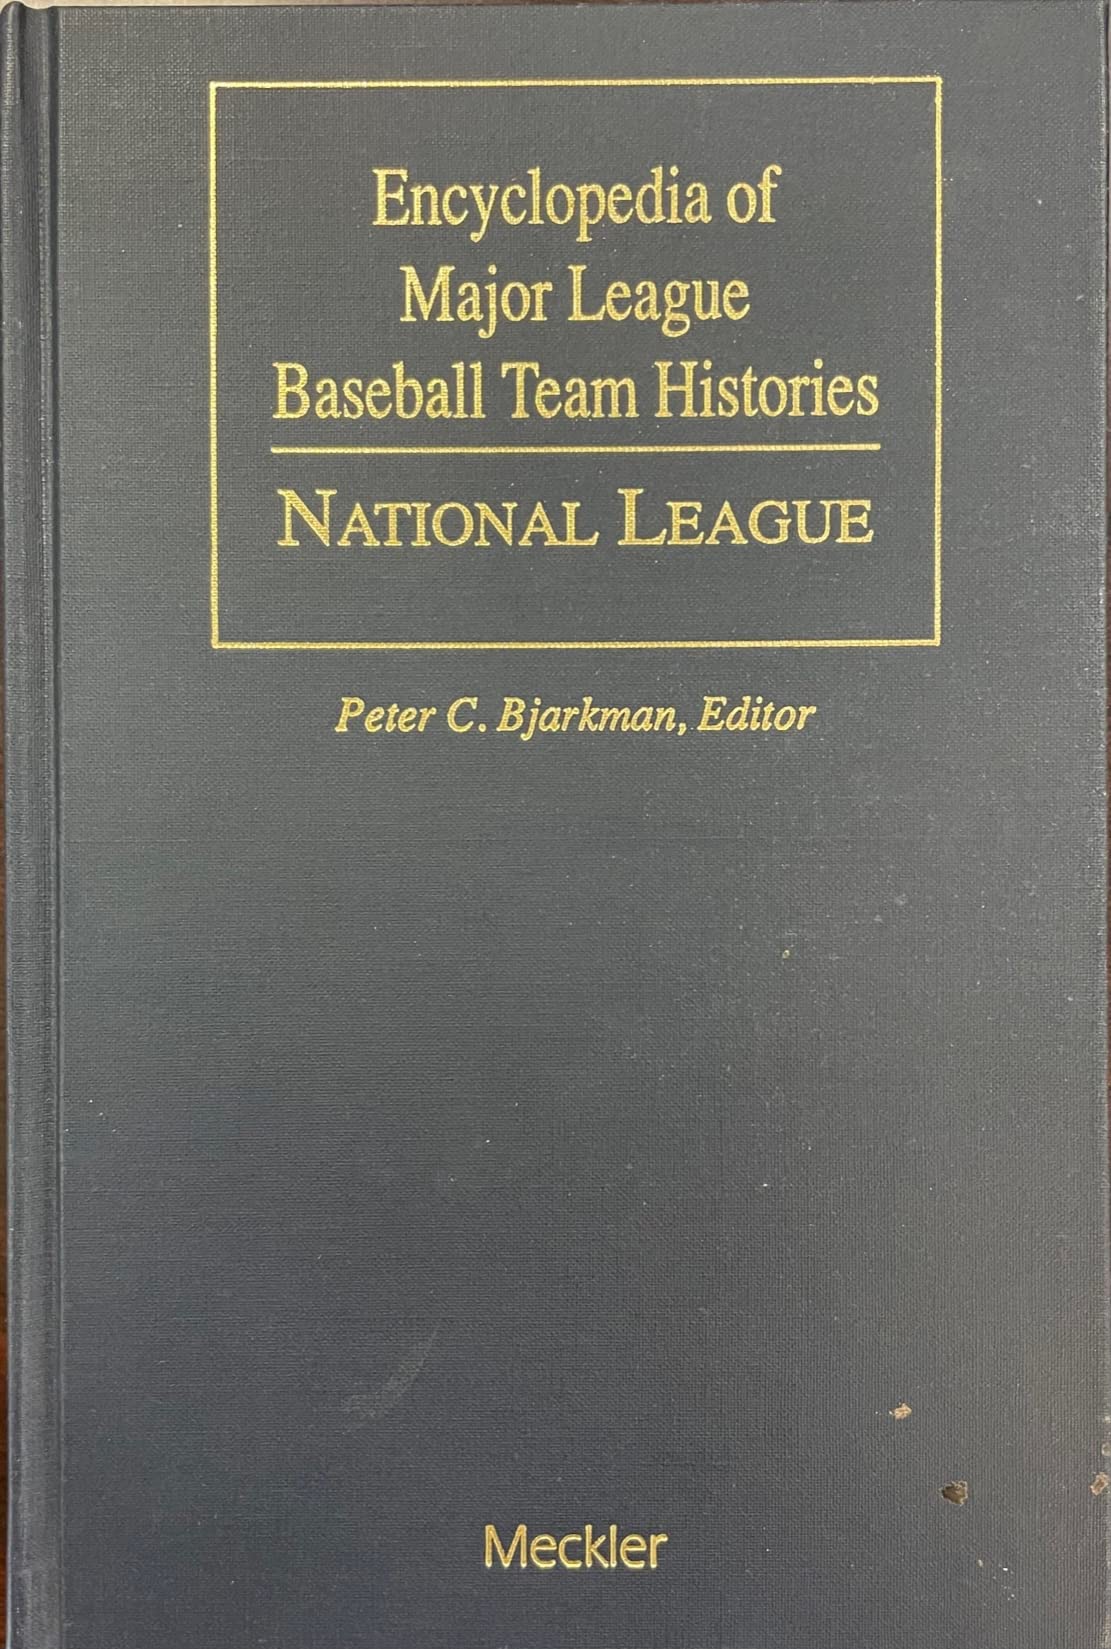 Encyclopedia of
Major League
Baseball Team Histories
NATIONAL LEAGUE
Peter C. Bjarkman, Editor
Meckler